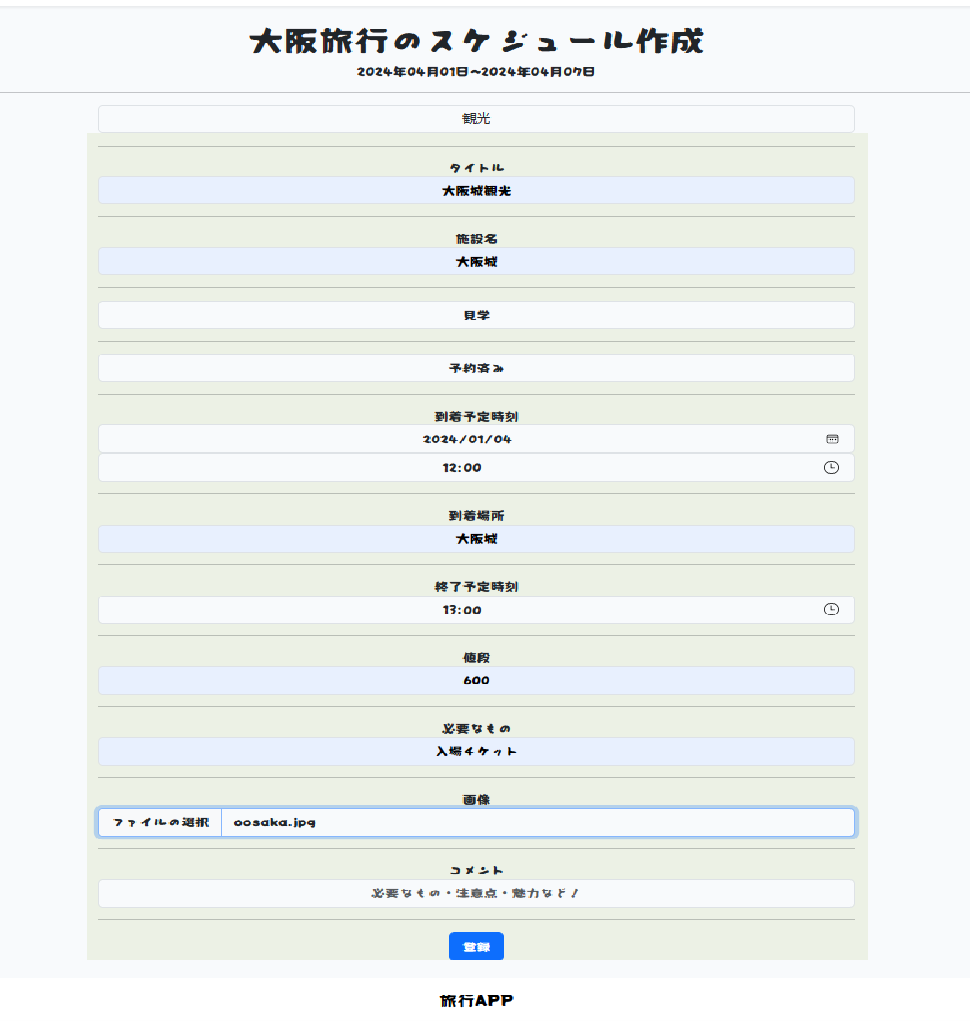 大阪旅行のスケジュール作成
2024年04月01日～2024年04月07日
観光
タイトル
大阪城観光
施設名
大阪城
見学
予約済み
到着予定時刻
2024/01/04
12:00
到着場所
大阪城
終了予定時刻
13:00
値段
600
必要なもの
入場チケット
画像
ファイルの選択 oosaka.jpg
コメント
必要なもの・注意点・魅力など！
登録
旅行APP